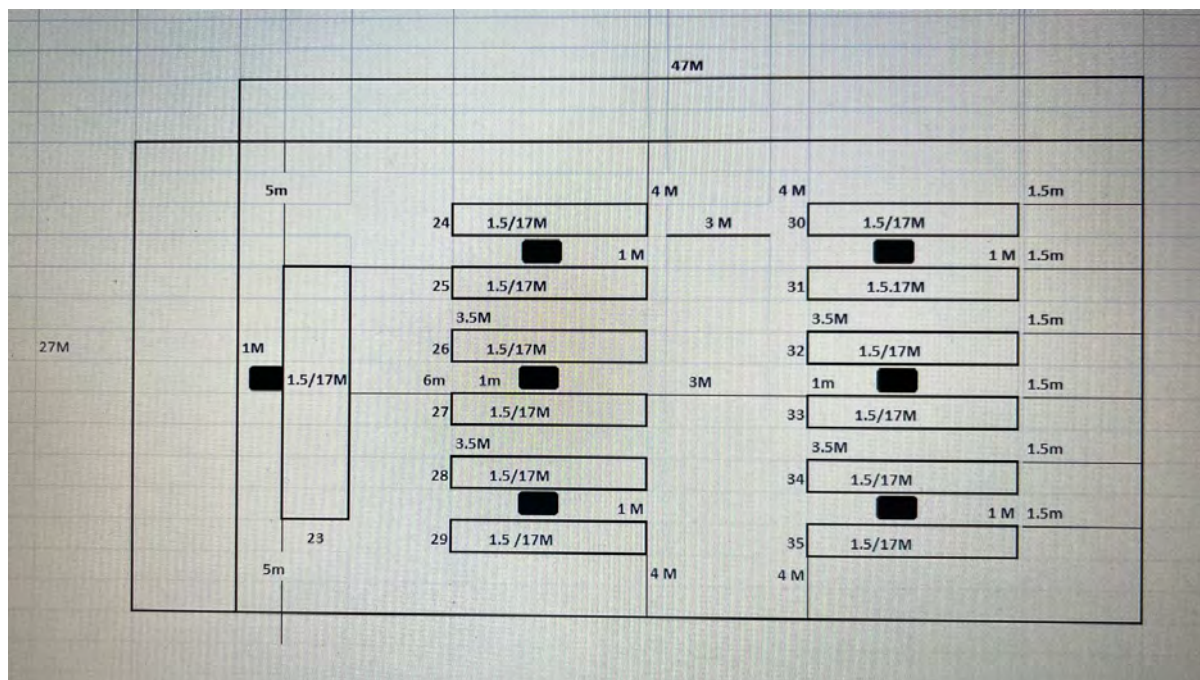 47M
5m 4 M 4 M 1.5m
24 1.5/17M 3 M 30 1.5/17M
1 M 1 M 1.5m
25 1.5/17M 31 1.5.17M
3.5M 3.5M 1.5m
27M 1M 26 1.5/17M 32 1.5/17M
1.5/17M 6m 1m 3M 1m 1.5m
27 1.5/17M 33 1.5/17M
3.5M 3.5M 1.5m
28 1.5/17M 34 1.5/17M
1 M 1 M 1.5m
23 29 1.5 /17M 35 1.5/17M
5m 4 M 4 M